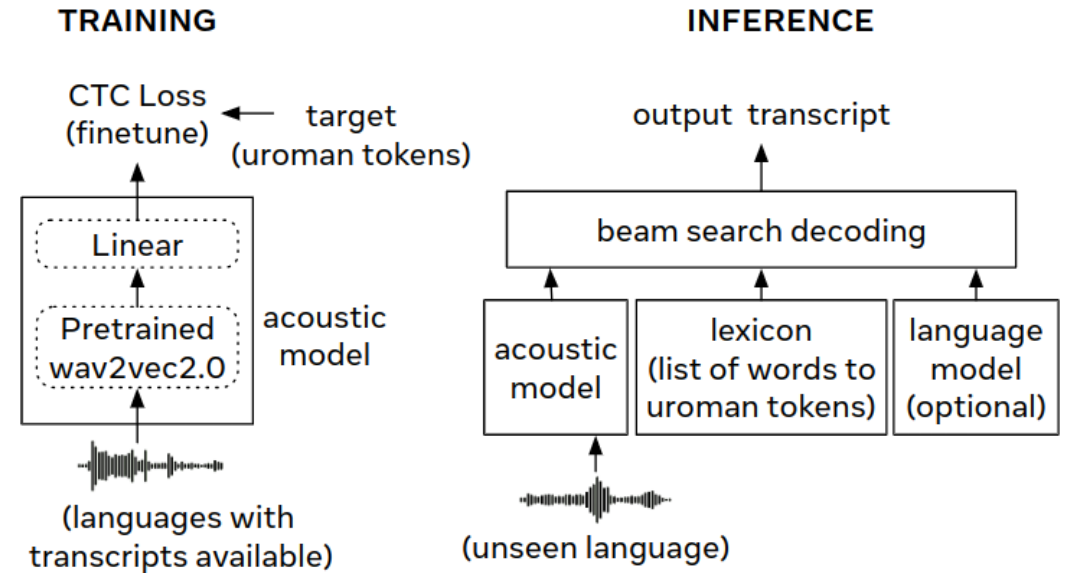 TRAINING
CTC Loss
(finetune)
target
(uroman tokens)
Linear
Pretrained
wav2vec2.0
acoustic
model
(languages with
transcripts available)
INFERENCE
output transcript
beam search decoding
acoustic
model
lexicon
(list of words to
uroman tokens)
language
model
(optional)
(unseen language)